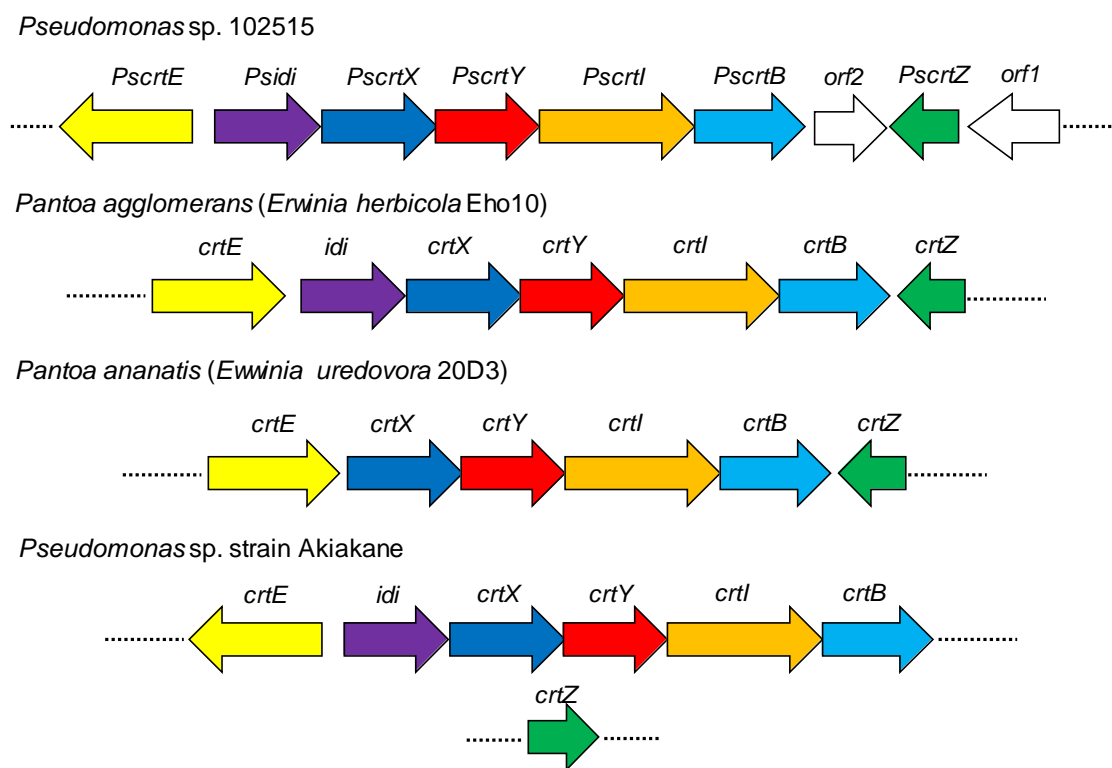 Pseudomonas sp. 102515
PscrtE Psidi PscrtX PscrtY PscrtI PscrtB orf2 PscrtZ orf1
Pantoa agglomerans (Erwinia herbicola Eho10)
crtE idi crtX crtY crtI crtB crtZ
Pantoa ananatis (Ewwinia uredovora 20D3)
crtE crtX crtY crtI crtB crtZ
Pseudomonas sp. strain Akiakane
crtE idi crtX crtY crtI crtB
crtZ